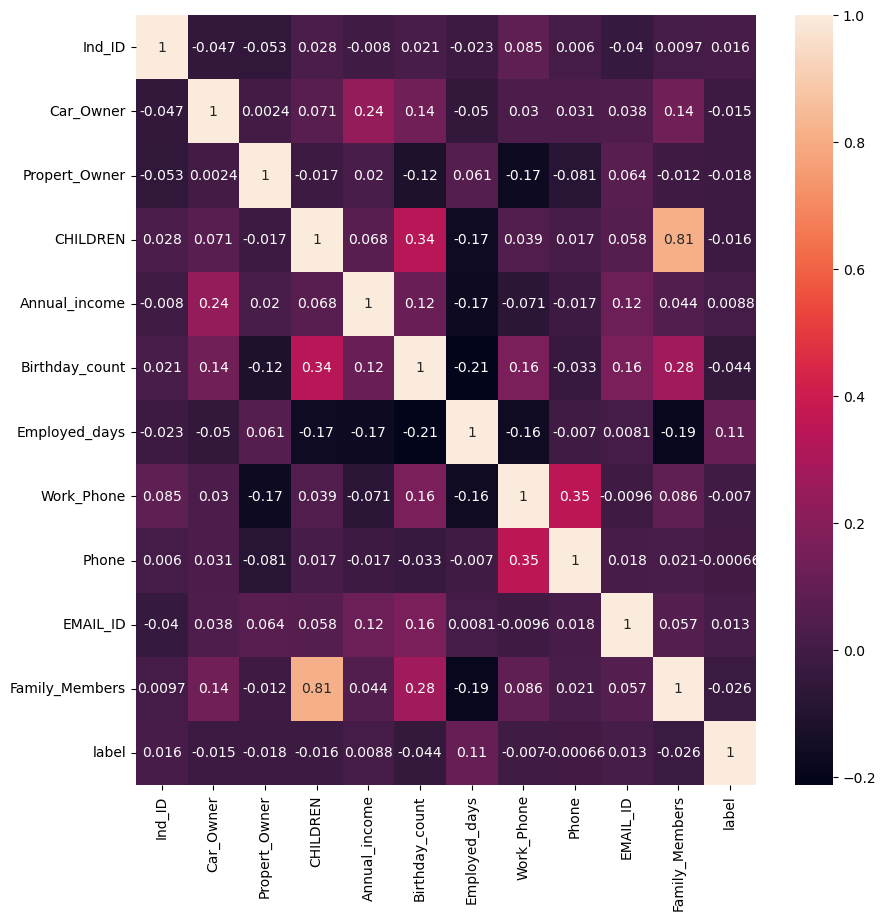 Ind_ID 1 -0.047 -0.053 0.028 -0.008 0.021 -0.023 0.085 0.006 -0.04 0.0097 0.016
Car_Owner -0.047 1 0.0024 0.071 0.24 0.14 -0.05 0.03 0.031 0.038 0.14 -0.015
Propert_Owner -0.053 0.0024 1 -0.017 0.02 -0.12 0.061 -0.17 -0.081 0.064 -0.012 -0.018
CHILDREN 0.028 0.071 -0.017 1 0.068 0.34 -0.17 0.039 0.017 0.058 0.81 -0.016
Annual_income -0.008 0.24 0.02 0.068 1 0.12 -0.17 -0.071 -0.017 0.12 0.044 0.0088
Birthday_count 0.021 0.14 -0.12 0.34 0.12 1 -0.21 0.16 -0.033 0.16 0.28 -0.044
Employed_days -0.023 -0.05 0.061 -0.17 -0.17 -0.21 1 -0.16 -0.007 0.0081 -0.19 0.11
Work_Phone 0.085 0.03 -0.17 0.039 -0.071 0.16 -0.16 1 0.35 -0.0096 0.086 -0.007
Phone 0.006 0.031 -0.081 0.017 -0.017 -0.033 -0.007 0.35 1 0.018 0.021 -0.00066
EMAIL_ID -0.04 0.038 0.064 0.058 0.12 0.16 0.0081 -0.0096 0.018 1 0.057 0.013
Family_Members 0.0097 0.14 -0.012 0.81 0.044 0.28 -0.19 0.086 0.021 0.057 1 -0.026
label 0.016 -0.015 -0.018 -0.016 0.0088 -0.044 0.11 -0.007 -0.00066 0.013 -0.026 1
Ind_ID
Car_Owner
Propert_Owner
CHILDREN
Annual_income
Birthday_count
Employed_days
Work_Phone
Phone
EMAIL_ID
Family_Members
label
1.0
0.8
0.6
0.4
0.2
0.0
−0.2